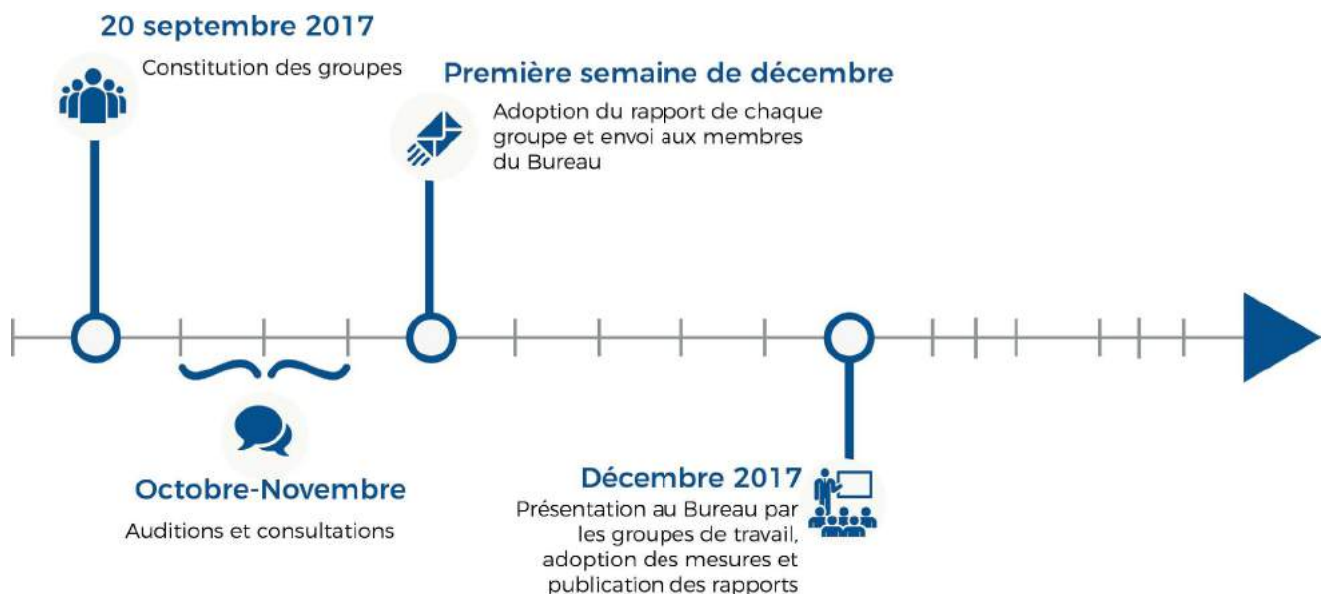 20 septembre 2017
Constitution des groupes
Première semaine de décembre
Adoption du rapport de chaque
groupe et envoi aux membres
du Bureau
Octobre-Novembre
Auditions et consultations
Décembre 2017
Présentation au Bureau par
les groupes de travail,
adoption des mesures et
publication des rapports